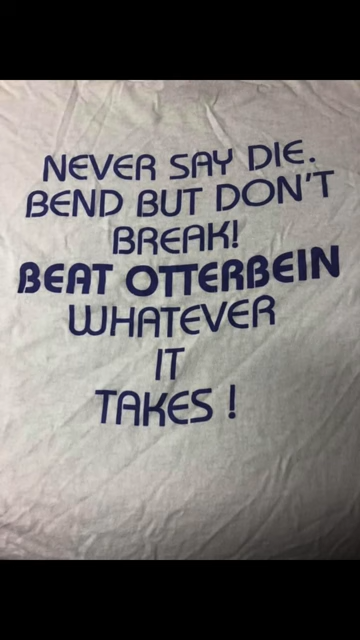 NEVER SAY DIE.
BEND BUT DON'T
BREAK!
BEAT OTTERBEIN
WHATEVER
IT
TAKES !